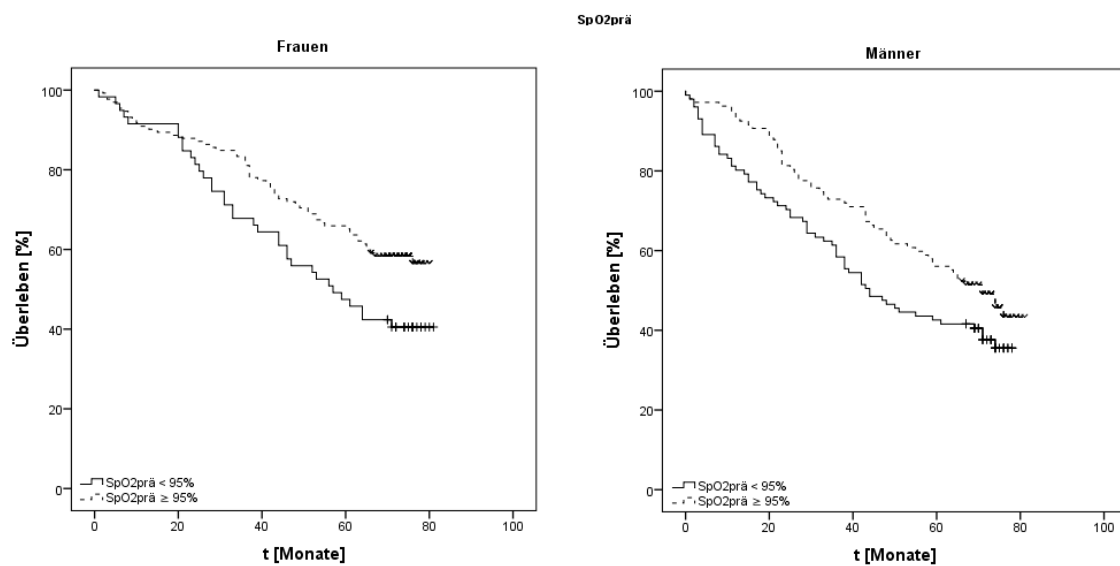 SpO2prä
Frauen
Überleben [%]
100
80
60
40
20
0
SpO2prä < 95%
SpO2prä ≥ 95%
0 20 40 60 80 100
t [Monate]
Männer
Überleben [%]
100
80
60
40
20
0
SpO2prä < 95%
SpO2prä ≥ 95%
0 20 40 60 80 100
t [Monate]